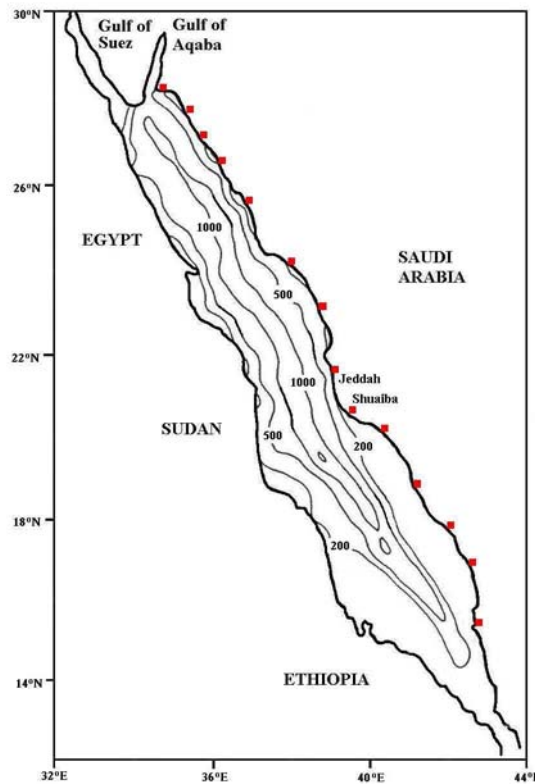 30°N
Gulf of
Suez
Gulf of
Aqaba
26°N
EGYPT
1000
SAUDI
ARABIA
500
22°N
1000
Jeddah
Shuaiba
SUDAN
500
200
18°N
200
ETHIOPIA
14°N
32°E
36°E
40°E
44°E